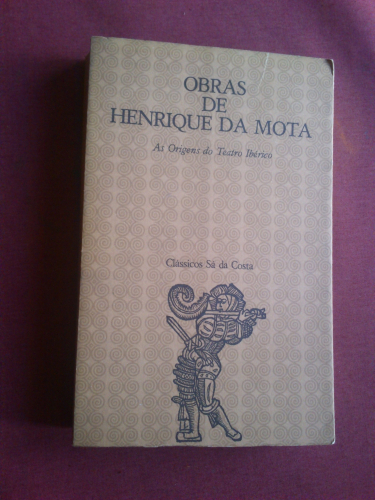 OBRAS
DE
HENRIQUE DA MOTA
As Origens do Teatro Ibérico
Clássicos Sá da Costa